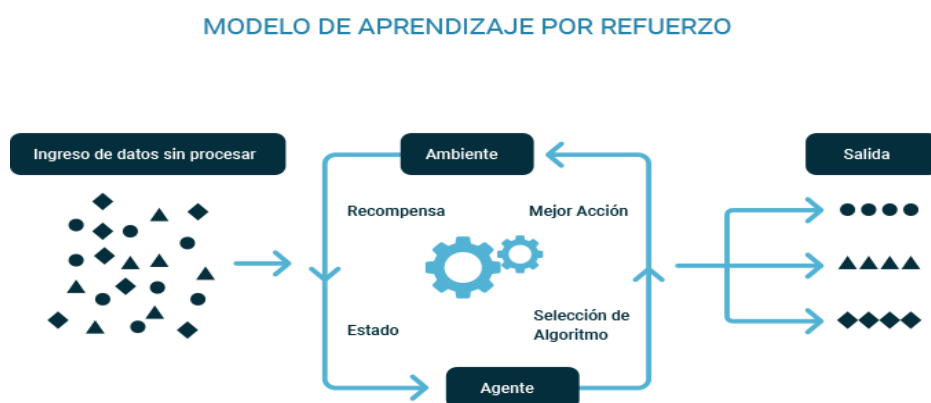 MODELO DE APRENDIZAJE POR REFUERZO
Ingreso de datos sin procesar
Ambiente
Salida
Recompensa
Mejor Acción
Estado
Selección de
Algoritmo
Agente